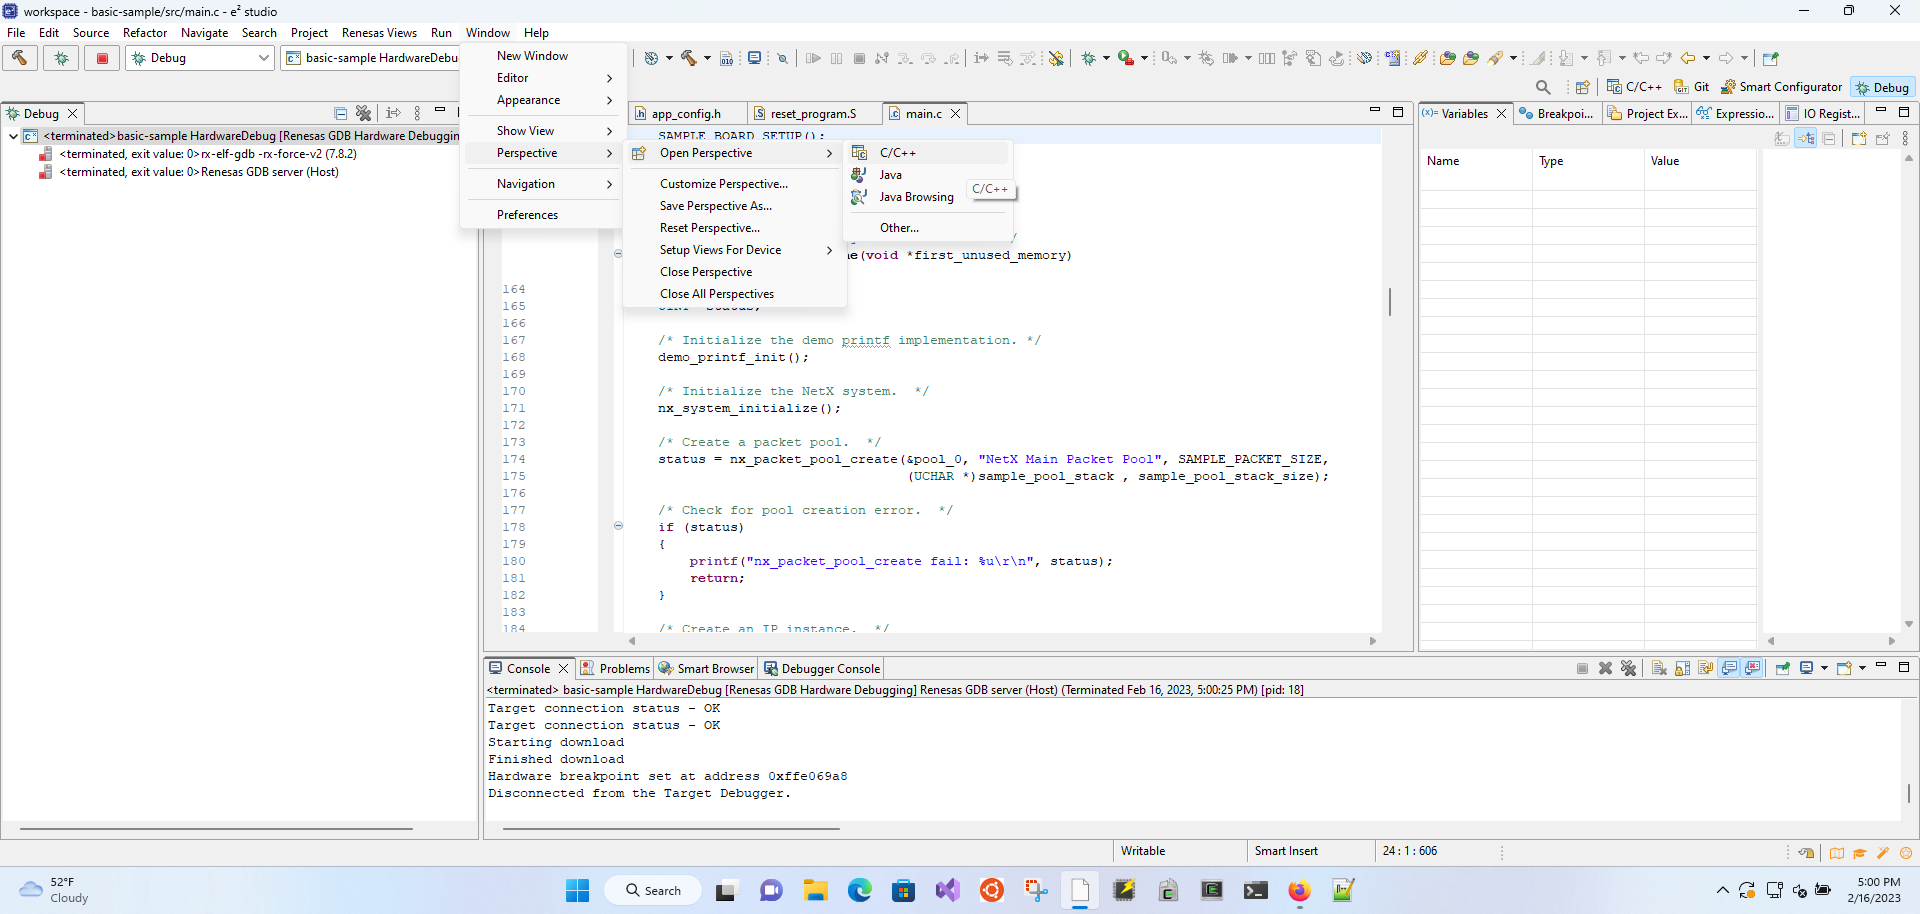 workspace - basic-sample/src/main.c - e² studio
File Edit Source Refactor Navigate Search Project Renesas Views Run Window Help
Debug
basic-sample HardwareDebu
C/C++ Git Smart Configurator Debug
New Window
Editor
Appearance
Show View
Perspective
Navigation
Preferences
Open Perspective
Customize Perspective...
Save Perspective As...
Reset Perspective...
Setup Views For Device
Close Perspective
Close All Perspectives
C/C++
Java
Java Browsing
Other...
C/C++
Debug
<terminated>basic-sample HardwareDebug [Renesas GDB Hardware Debuggin
<terminated, exit value: 0>rx-elf-gdb -rx-force-v2 (7.8.2)
<terminated, exit value: 0>Renesas GDB server (Host)
app_config.h reset_program.S main.c
SAMPLE_BOARD_SETUP();
*/
me(void *first_unused_memory)
164
165 UINT status;
166
167 /* Initialize the demo printf implementation. */
168 demo_printf_init();
169
170 /* Initialize the NetX system.  */
171 nx_system_initialize();
172
173 /* Create a packet pool.  */
174 status = nx_packet_pool_create(&pool_0, "NetX Main Packet Pool", SAMPLE_PACKET_SIZE,
175 (UCHAR *)sample_pool_stack , sample_pool_stack_size);
176
177 /* Check for pool creation error.  */
178 if (status)
179 {
180 printf("nx_packet_pool_create fail: %u\r\n", status);
181 return;
182 }
183
184 /* Create an IP instance.  */
Variables Breakpoi... Project Ex... Expressio... IO Regist...
Name Type Value
Console Problems Smart Browser Debugger Console
<terminated> basic-sample HardwareDebug [Renesas GDB Hardware Debugging] Renesas GDB server (Host) (Terminated Feb 16, 2023, 5:00:25 PM) [pid: 18]
Target connection status - OK
Target connection status - OK
Starting download
Finished download
Hardware breakpoint set at address 0xffe069a8
Disconnected from the Target Debugger.
Writable Smart Insert 24 : 1 : 606
52°F
Cloudy
Search
5:00 PM
2/16/2023